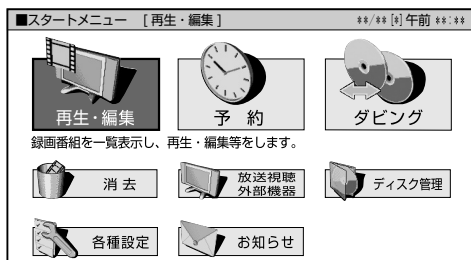 ■スタートメニュー [再生・編集] **/** [*] 午前 **:**
再生・編集 予 約 ダビング
録画番組を一覧表示し、再生・編集等をします。
消 去 放送視聴 ディスク管理
外部機器
各種設定 お知らせ